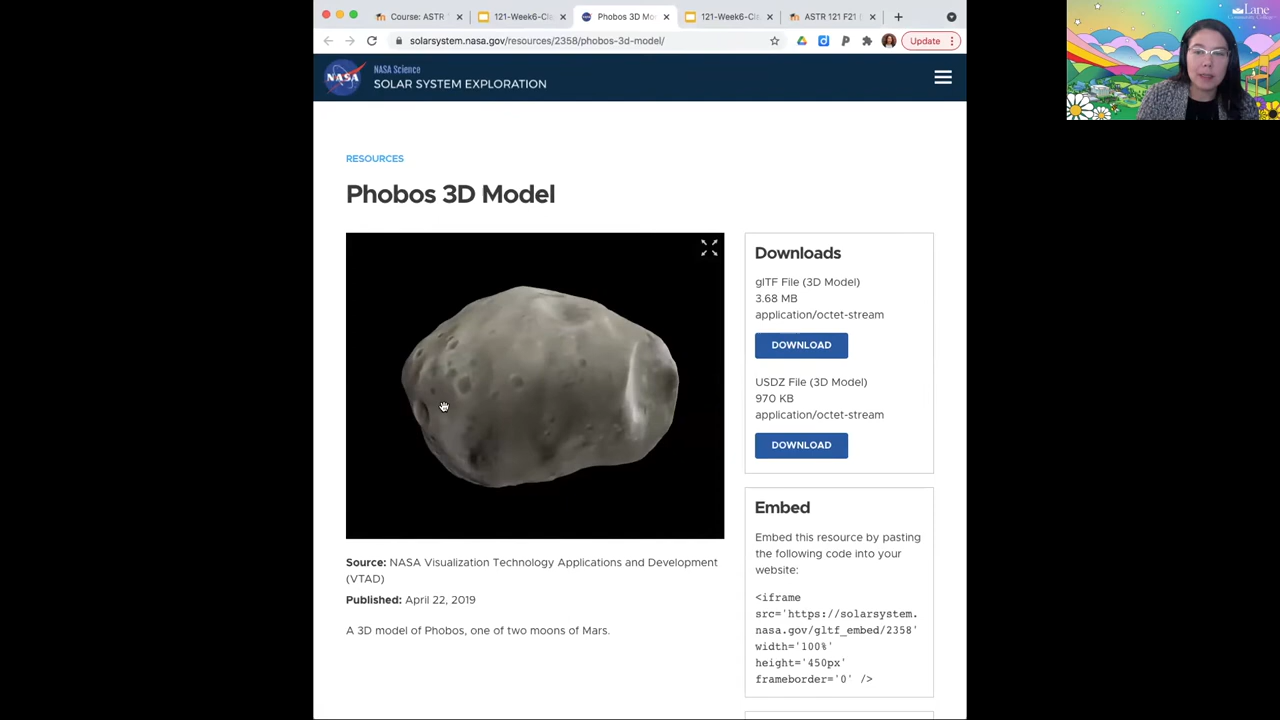 Course: ASTR
121-Week6-Cl
Phobos 3D Mo
121-Week6-Cl
ASTR 121 F21
solarsystem.nasa.gov/resources/2358/phobos-3d-model/
Update
NASA
NASA Science
SOLAR SYSTEM EXPLORATION
RESOURCES
Phobos 3D Model
Source: NASA Visualization Technology Applications and Development
(VTAD)
Published: April 22, 2019
A 3D model of Phobos, one of two moons of Mars.
Downloads
glTF File (3D Model)
3.68 MB
application/octet-stream
DOWNLOAD
USDZ File (3D Model)
970 KB
application/octet-stream
DOWNLOAD
Embed
Embed this resource by pasting
the following code into your
website:
<iframe
src='https://solarsystem.
nasa.gov/gltf_embed/2358'
width='100%'
height='450px'
frameborder='0' />
Lane
Community College